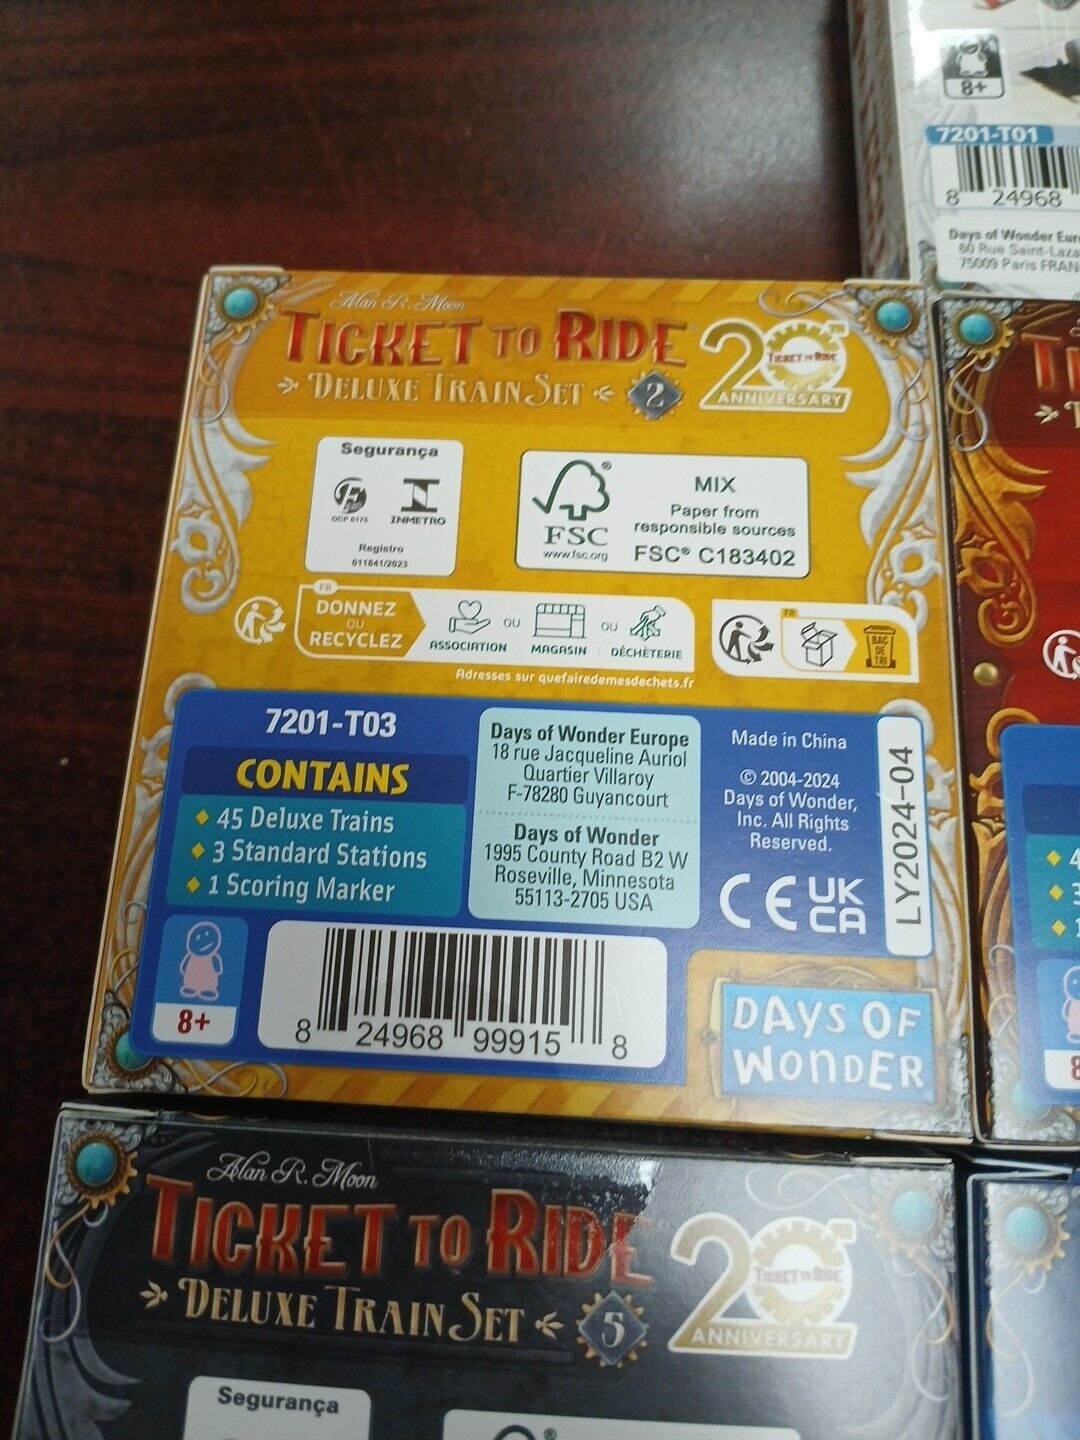 8+
7201-T01
8 24968
Days of Wonder
60 Rue Saint-Laza
75009 Paris FRAN
Alan R. Moon
TICKET TO RIDE
DELUXE TRAIN SET 2
20TH
TICKET TO RIDE
ANNIVERSARY
Segurança
OCP 0176
INMETRO
Registro
011841/2023
FSC®
www.fsc.org
MIX
Paper from
responsible sources
FSC® C183402
FR
DONNEZ
OU
RECYCLEZ
ASSOCIATION
OU
MAGASIN
OU
DÉCHÈTERIE
Adresses sur quefairedemesdechets.fr
FR
BAC
DE
TRI
7201-T03
CONTAINS
45 Deluxe Trains
3 Standard Stations
1 Scoring Marker
8+
8 24968 99915 8
Days of Wonder Europe
18 rue Jacqueline Auriol
Quartier Villaroy
F-78280 Guyancourt
Days of Wonder
1995 County Road B2 W
Roseville, Minnesota
55113-2705 USA
Made in China
© 2004-2024
Days of Wonder,
Inc. All Rights
Reserved.
CE UK
CA
LY2024-04
DAYS OF
WONDER
Alan R. Moon
TICKET TO RIDE
DELUXE TRAIN SET 5
20TH
TICKET TO RIDE
ANNIVERSARY
Segurança